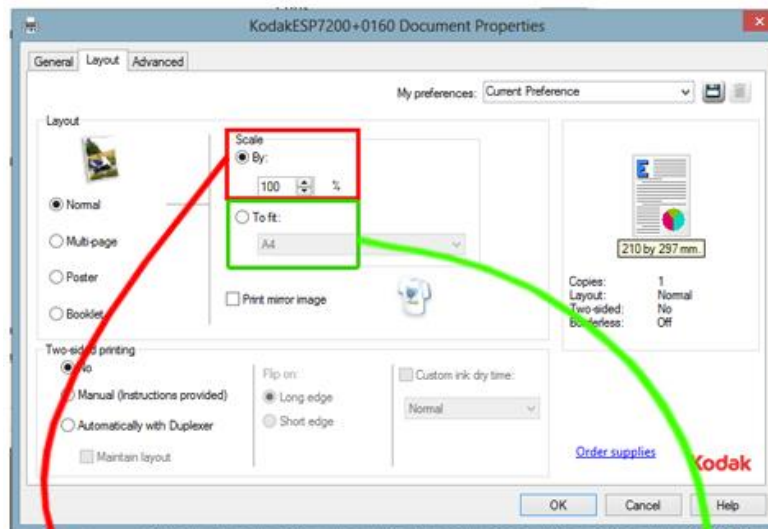 KodakESP7200+0160 Document Properties
General Layout Advanced
My preferences: Current Preference
Layout
Scale
By:
100 %
Normal
To fit:
A4
Multi-page
210 by 297 mm.
Poster
Print mirror image
Booklet
Copies: 1
Layout: Normal
Two-sided: No
Borderless: Off
Two-sided printing
No
Flip on:
Custom ink dry time:
Manual (Instructions provided)
Long edge
Normal
Automatically with Duplexer
Short edge
Maintain layout
Order supplies
Kodak
OK Cancel Help